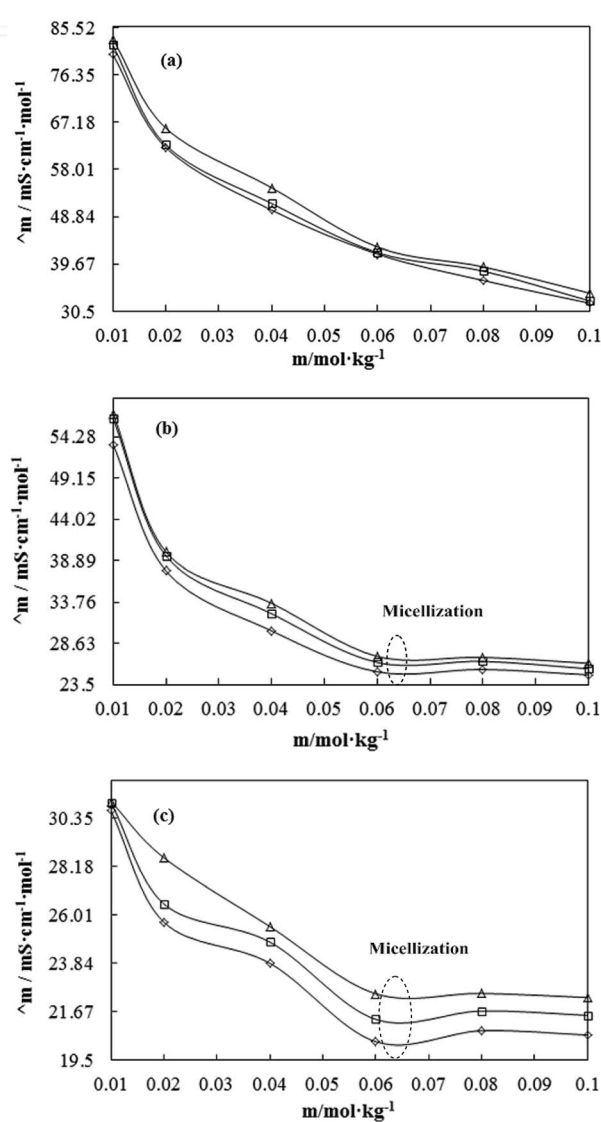 (a)
^m / mS·cm⁻¹·mol⁻¹
85.52
76.35
67.18
58.01
48.84
39.67
30.5
0.01 0.02 0.03 0.04 0.05 0.06 0.07 0.08 0.09 0.1
m/mol·kg⁻¹
(b)
^m / mS·cm⁻¹·mol⁻¹
54.28
49.15
44.02
38.89
33.76
28.63
23.5
Micellization
0.01 0.02 0.03 0.04 0.05 0.06 0.07 0.08 0.09 0.1
m/mol·kg⁻¹
(c)
^m / mS·cm⁻¹·mol⁻¹
30.35
28.18
26.01
23.84
21.67
19.5
Micellization
0.01 0.02 0.03 0.04 0.05 0.06 0.07 0.08 0.09 0.1
m/mol·kg⁻¹